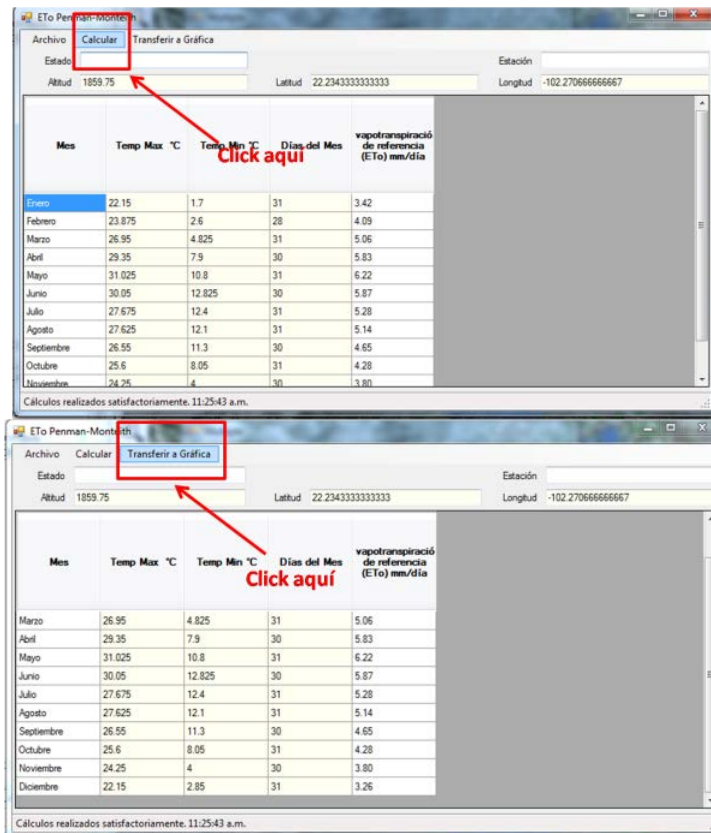 ETo Penman-Monteith
Archivo Calcular Transferir a Gráfica
Estado Estación
Altitud 1859.75 Latitud 22.2343333333333 Longitud -102.270666666667
Mes Temp Max °C Temp Min °C Días del Mes vapotranspiració
de referencia
(ETo) mm/día
Click aquí
Enero 22.15 1.7 31 3.42
Febrero 23.875 2.6 28 4.09
Marzo 26.95 4.825 31 5.06
Abril 29.35 7.9 30 5.83
Mayo 31.025 10.8 31 6.22
Junio 30.05 12.825 30 5.87
Julio 27.675 12.4 31 5.28
Agosto 27.625 12.1 31 5.14
Septiembre 26.55 11.3 30 4.65
Octubre 25.6 8.05 31 4.28
Noviembre 24.25 4 30 3.80
Cálculos realizados satisfactoriamente. 11:25:43 a.m.
ETo Penman-Monteith
Archivo Calcular Transferir a Gráfica
Estado Estación
Altitud 1859.75 Latitud 22.2343333333333 Longitud -102.270666666667
Mes Temp Max °C Temp Min °C Días del Mes vapotranspiració
de referencia
(ETo) mm/día
Click aquí
Marzo 26.95 4.825 31 5.06
Abril 29.35 7.9 30 5.83
Mayo 31.025 10.8 31 6.22
Junio 30.05 12.825 30 5.87
Julio 27.675 12.4 31 5.28
Agosto 27.625 12.1 31 5.14
Septiembre 26.55 11.3 30 4.65
Octubre 25.6 8.05 31 4.28
Noviembre 24.25 4 30 3.80
Diciembre 22.15 2.85 31 3.26
Cálculos realizados satisfactoriamente. 11:25:43 a.m.